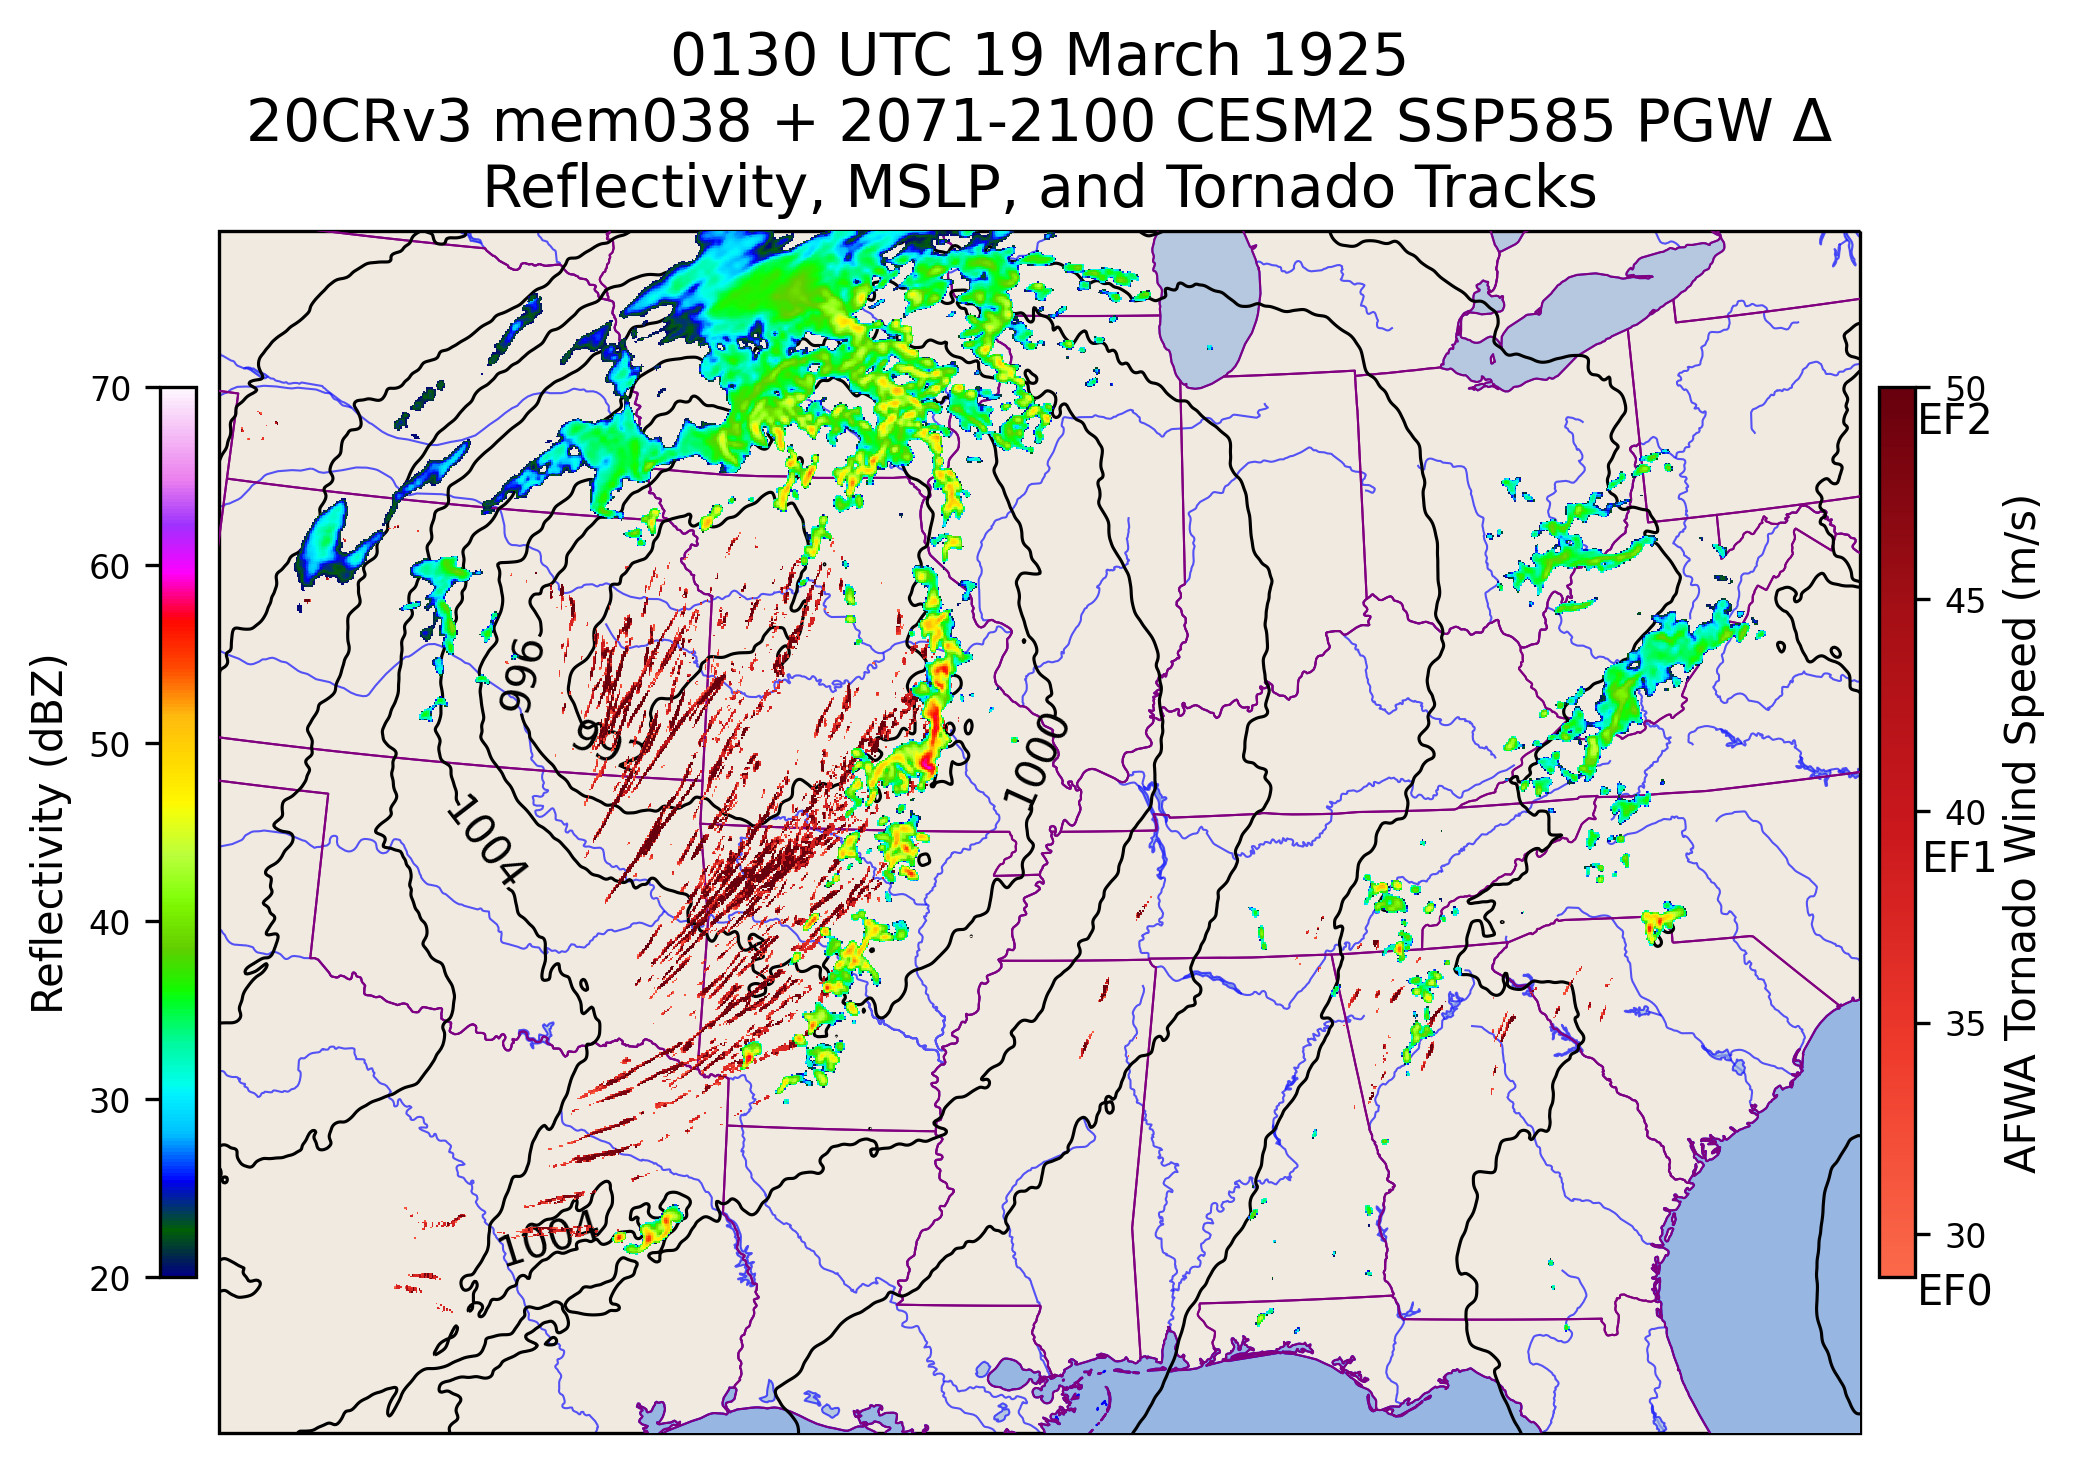 0130 UTC 19 March 1925
20CRv3 mem038 + 2071-2100 CESM2 SSP585 PGW Δ
Reflectivity, MSLP, and Tornado Tracks
70
60
50
40
30
20
Reflectivity (dBZ)
996
992
1000
1004
1004
50
EF2
45
40
EF1
35
30
EF0
AFWA Tornado Wind Speed (m/s)